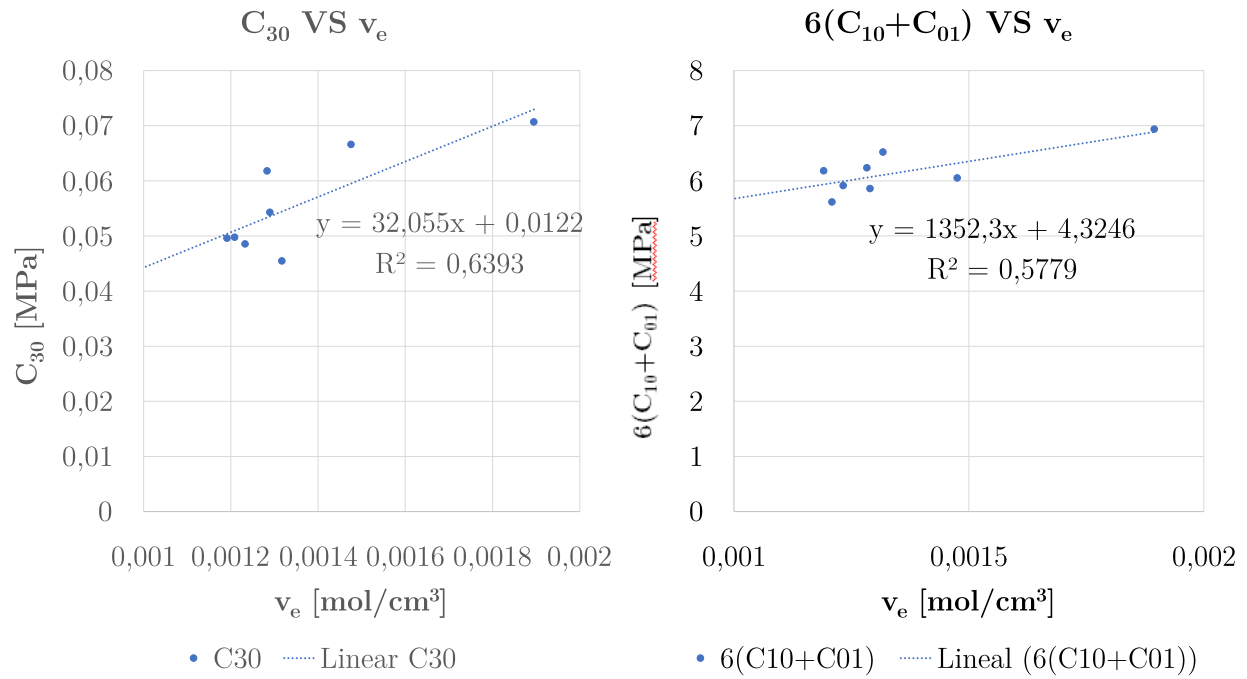 C₃₀ VS vₑ
0,08
0,07
0,06
0,05
0,04
0,03
0,02
0,01
0
C₃₀ [MPa]
y = 32,055x + 0,0122
R² = 0,6393
0,001 0,0012 0,0014 0,0016 0,0018 0,002
vₑ [mol/cm³]
C30 Linear C30
6(C₁₀+C₀₁) VS vₑ
8
7
6
5
4
3
2
1
0
6(C₁₀+C₀₁) [MPa]
y = 1352,3x + 4,3246
R² = 0,5779
0,001 0,0015 0,002
vₑ [mol/cm³]
6(C10+C01) Lineal (6(C10+C01))